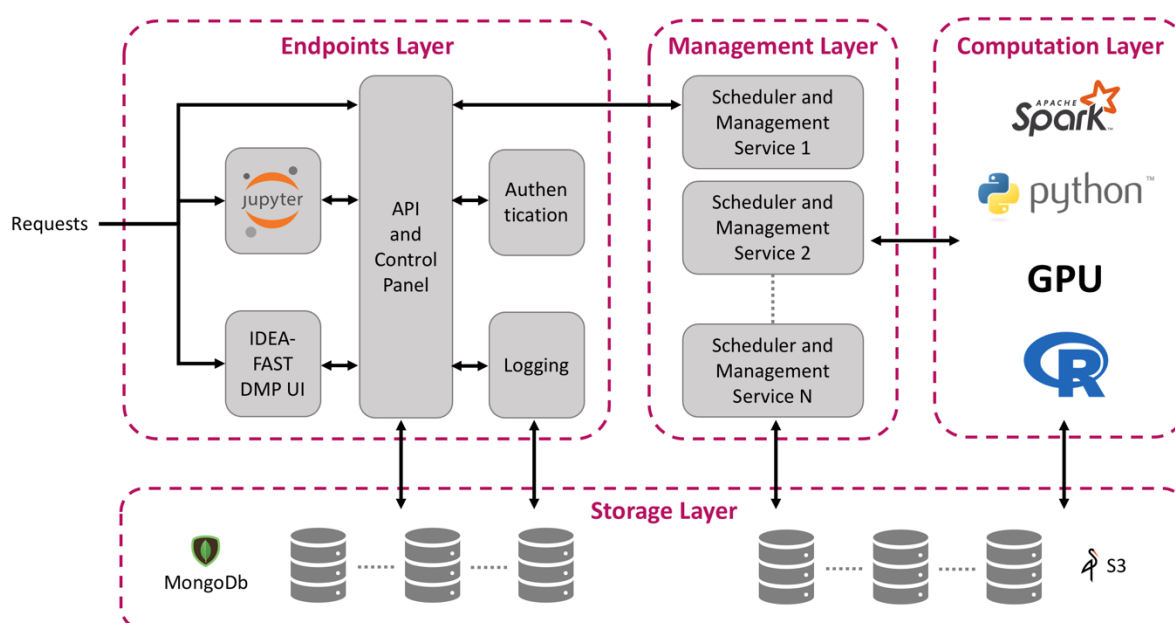 Endpoints Layer
Management Layer
Computation Layer
Requests
jupyter
IDEA-
FAST
DMP UI
API
and
Control
Panel
Authen
tication
Logging
Scheduler and
Management
Service 1
Scheduler and
Management
Service 2
Scheduler and
Management
Service N
APACHE
Spark™
python™
GPU
R
Storage Layer
MongoDb
S3